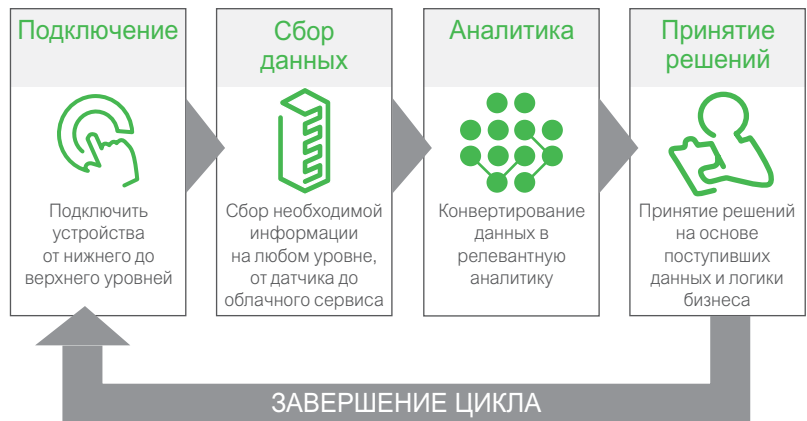 Подключение
Подключить
устройства
от нижнего до
верхнего уровней
Сбор
данных
Сбор необходимой
информации
на любом уровне,
от датчика до
облачного сервиса
Аналитика
Конвертирование
данных в
релевантную
аналитику
Принятие
решений
Принятие решений
на основе
поступивших
данных и логики
бизнеса
ЗАВЕРШЕНИЕ ЦИКЛА